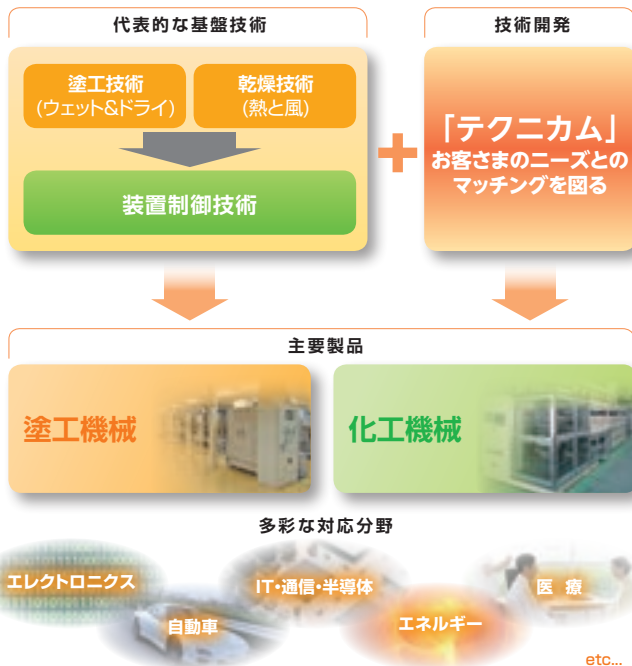 代表的な基盤技術
技術開発
塗工技術
(ウェット&ドライ)
乾燥技術
(熱と風)
装置制御技術
+
「テクニカム」
お客さまのニーズとの
マッチングを図る
主要製品
塗工機械
化工機械
多彩な対応分野
エレクトロニクス
自動車
IT・通信・半導体
エネルギー
医 療
etc...